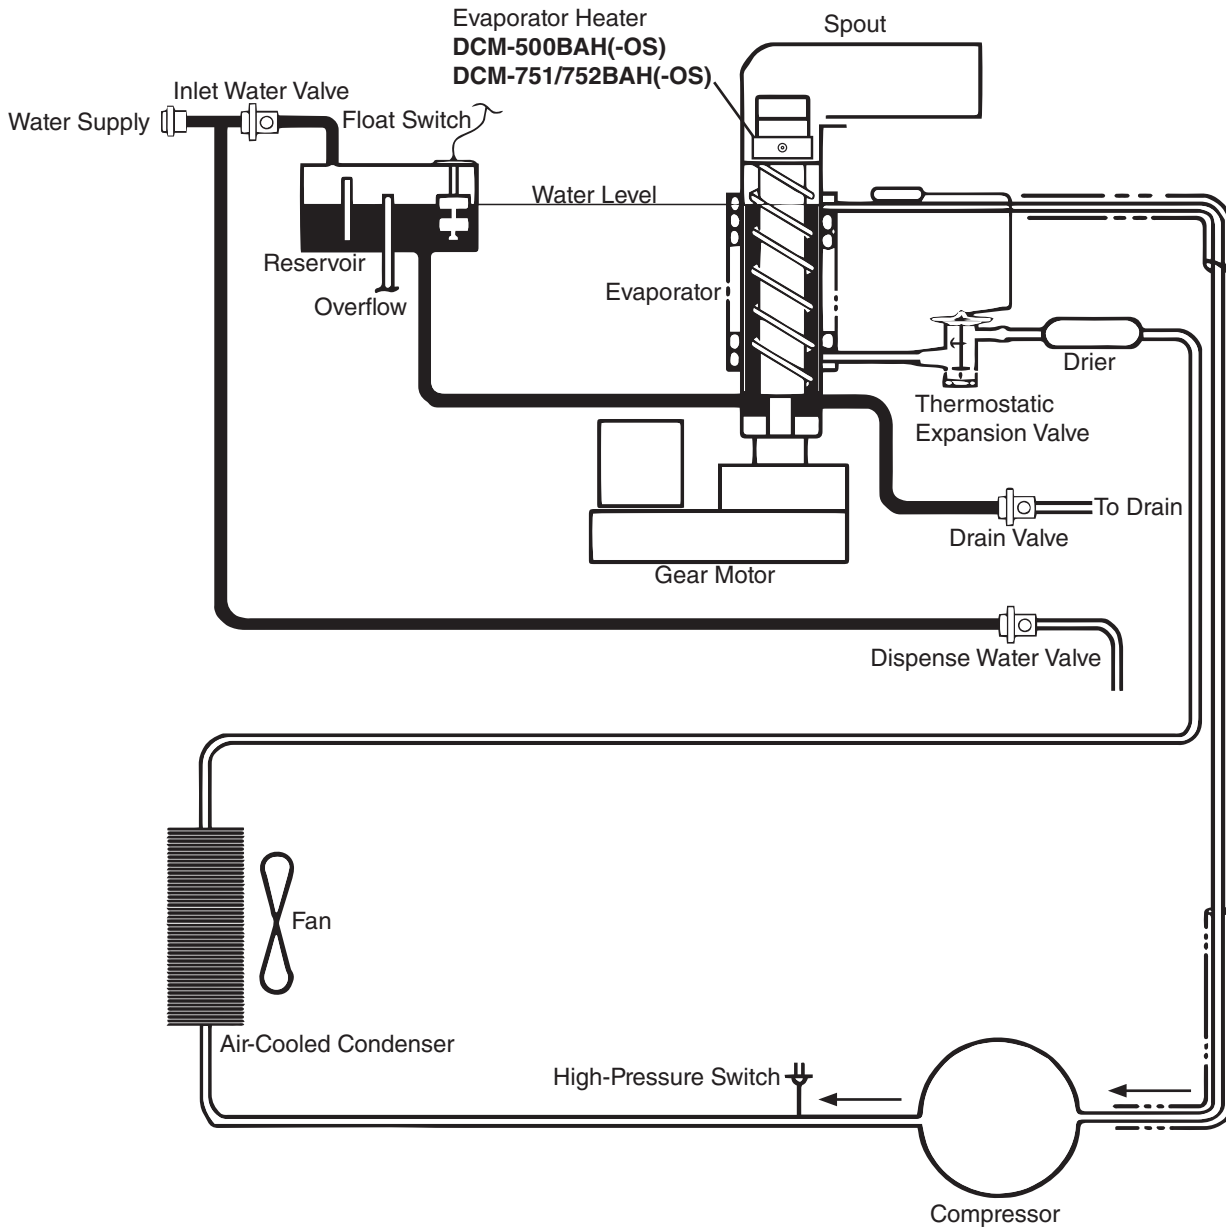 Evaporator Heater
DCM-500BAH(-OS)
DCM-751/752BAH(-OS)
Spout
Inlet Water Valve
Water Supply
Float Switch
Water Level
Reservoir
Overflow
Evaporator
Drier
Thermostatic
Expansion Valve
To Drain
Drain Valve
Gear Motor
Dispense Water Valve
Fan
Air-Cooled Condenser
High-Pressure Switch
Compressor